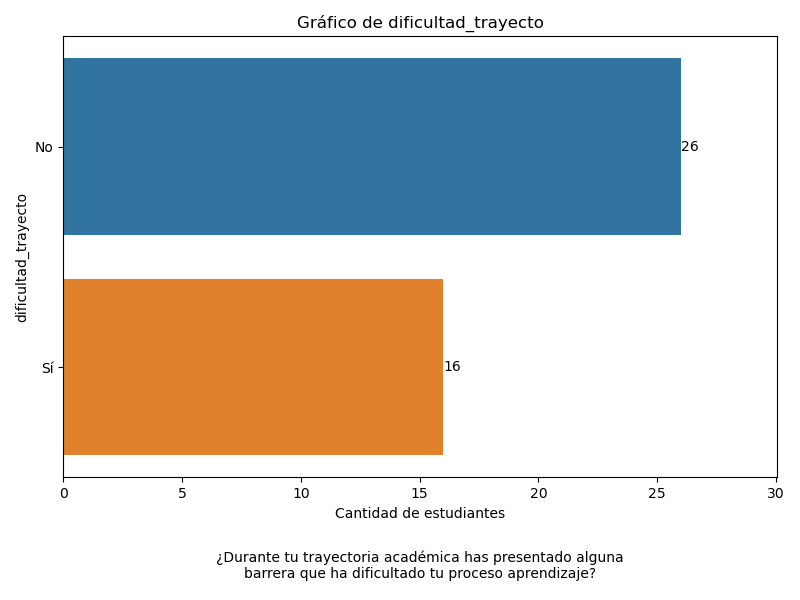 Gráfico de dificultad_trayecto
dificultad_trayecto
No
26
Sí
16
0 5 10 15 20 25 30
Cantidad de estudiantes
¿Durante tu trayectoria académica has presentado alguna
barrera que ha dificultado tu proceso aprendizaje?